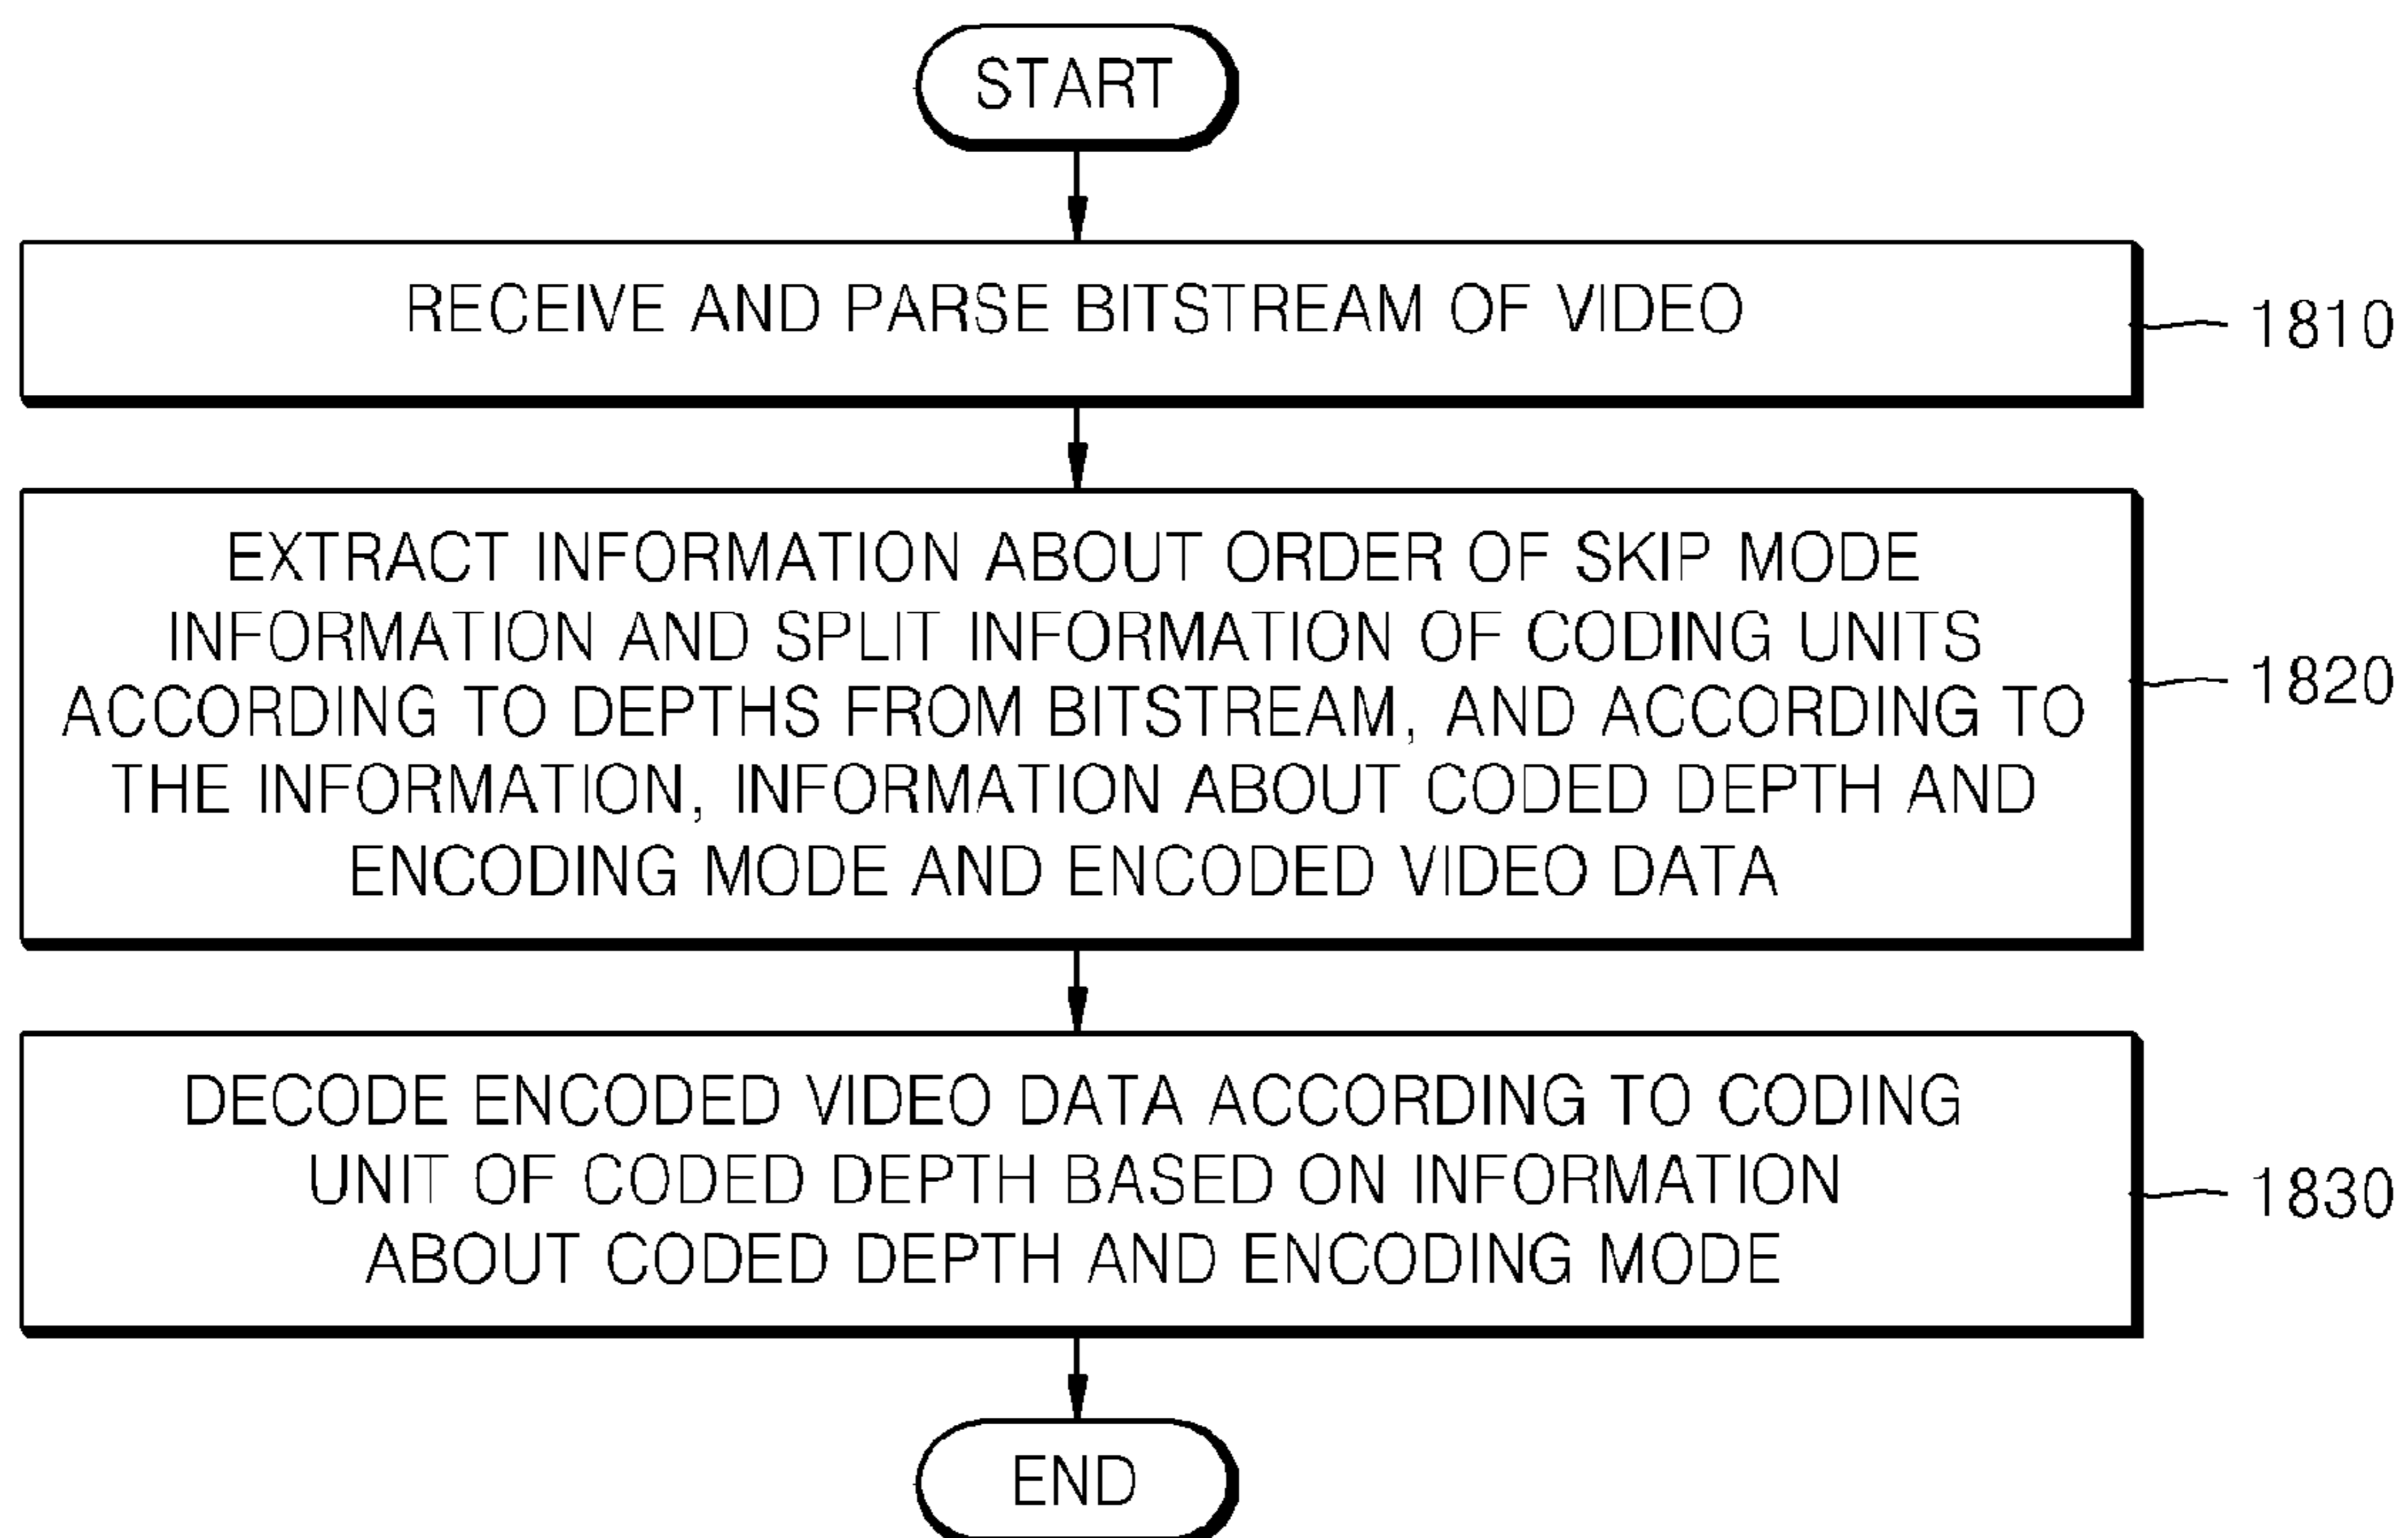 START
RECEIVE AND PARSE BITSTREAM OF VIDEO
1810
EXTRACT INFORMATION ABOUT ORDER OF SKIP MODE
INFORMATION AND SPLIT INFORMATION OF CODING UNITS
ACCORDING TO DEPTHS FROM BITSTREAM, AND ACCORDING TO
THE INFORMATION, INFORMATION ABOUT CODED DEPTH AND
ENCODING MODE AND ENCODED VIDEO DATA
1820
DECODE ENCODED VIDEO DATA ACCORDING TO CODING
UNIT OF CODED DEPTH BASED ON INFORMATION
ABOUT CODED DEPTH AND ENCODING MODE
1830
END